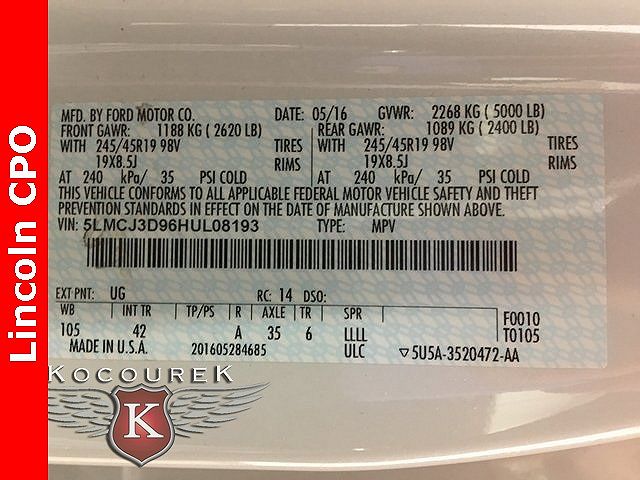 Lincoln CPO
MFD. BY FORD MOTOR CO. DATE: 05/16 GVWR: 2268 KG ( 5000 LB)
FRONT GAWR: 1188 KG ( 2620 LB) REAR GAWR: 1089 KG ( 2400 LB)
WITH 245/45R19 98V TIRES WITH 245/45R19 98V TIRES
19X8.5J RIMS 19X8.5J RIMS
AT 240 kPa/ 35 PSI COLD AT 240 kPa/ 35 PSI COLD
THIS VEHICLE CONFORMS TO ALL APPLICABLE FEDERAL MOTOR VEHICLE SAFETY AND THEFT
PREVENTION STANDARDS IN EFFECT ON THE DATE OF MANUFACTURE SHOWN ABOVE.
VIN: 5LMCJ3D96HUL08193 TYPE: MPV
EXT PNT: UG RC: 14 DSO:
WB INT TR TP/PS R AXLE TR SPR F0010
105 42 A 35 6 LLLL T0105
MADE IN U.S.A. 201605284685 ULC ▽5U5A-3520472-AA
KOCOUREK
K